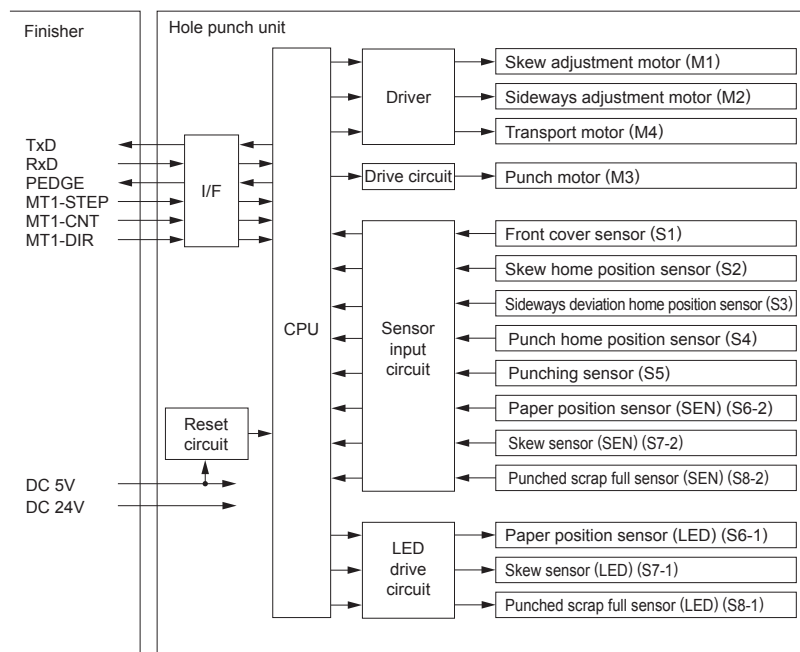 Finisher
Hole punch unit
TxD
RxD
PEDGE
MT1-STEP
MT1-CNT
MT1-DIR
DC 5V
DC 24V
I/F
Reset
circuit
CPU
Driver
Drive circuit
Sensor
input
circuit
LED
drive
circuit
Skew adjustment motor (M1)
Sideways adjustment motor (M2)
Transport motor (M4)
Punch motor (M3)
Front cover sensor (S1)
Skew home position sensor (S2)
Sideways deviation home position sensor (S3)
Punch home position sensor (S4)
Punching sensor (S5)
Paper position sensor (SEN) (S6-2)
Skew sensor (SEN) (S7-2)
Punched scrap full sensor (SEN) (S8-2)
Paper position sensor (LED) (S6-1)
Skew sensor (LED) (S7-1)
Punched scrap full sensor (LED) (S8-1)